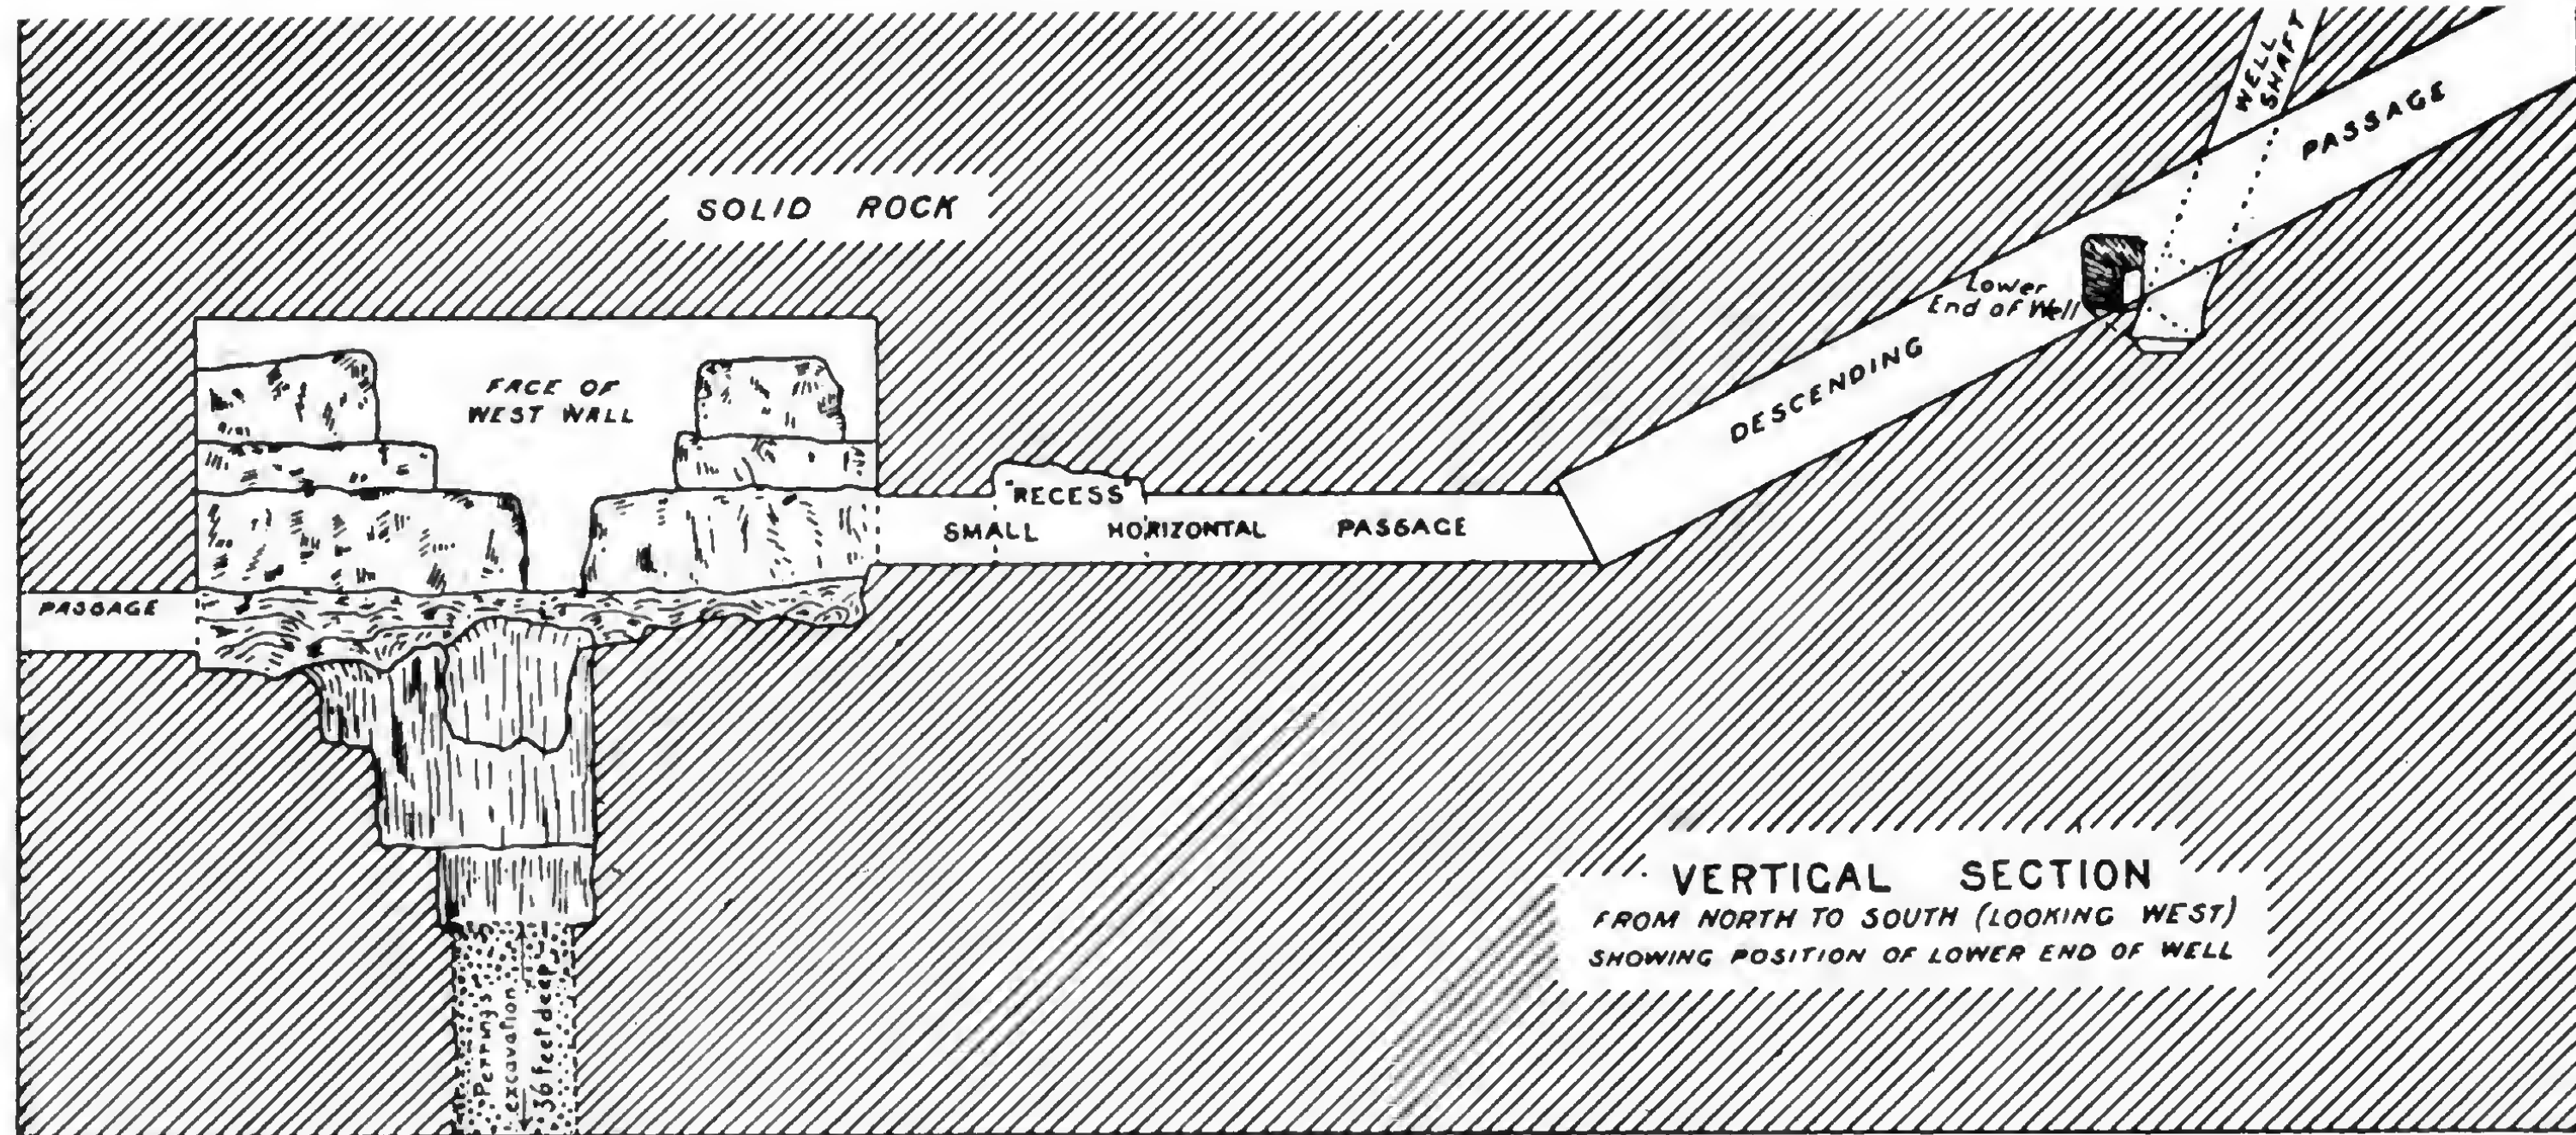 WELL
SHAFT
PASSAGE
SOLID ROCK
Lower
End of Well
DESCENDING
FACE OF
WEST WALL
"RECESS"
SMALL HORIZONTAL PASSAGE
PASSAGE
VERTICAL SECTION
FROM NORTH TO SOUTH (LOOKING WEST)
SHOWING POSITION OF LOWER END OF WELL
Perring's
excavation
36 feet deep